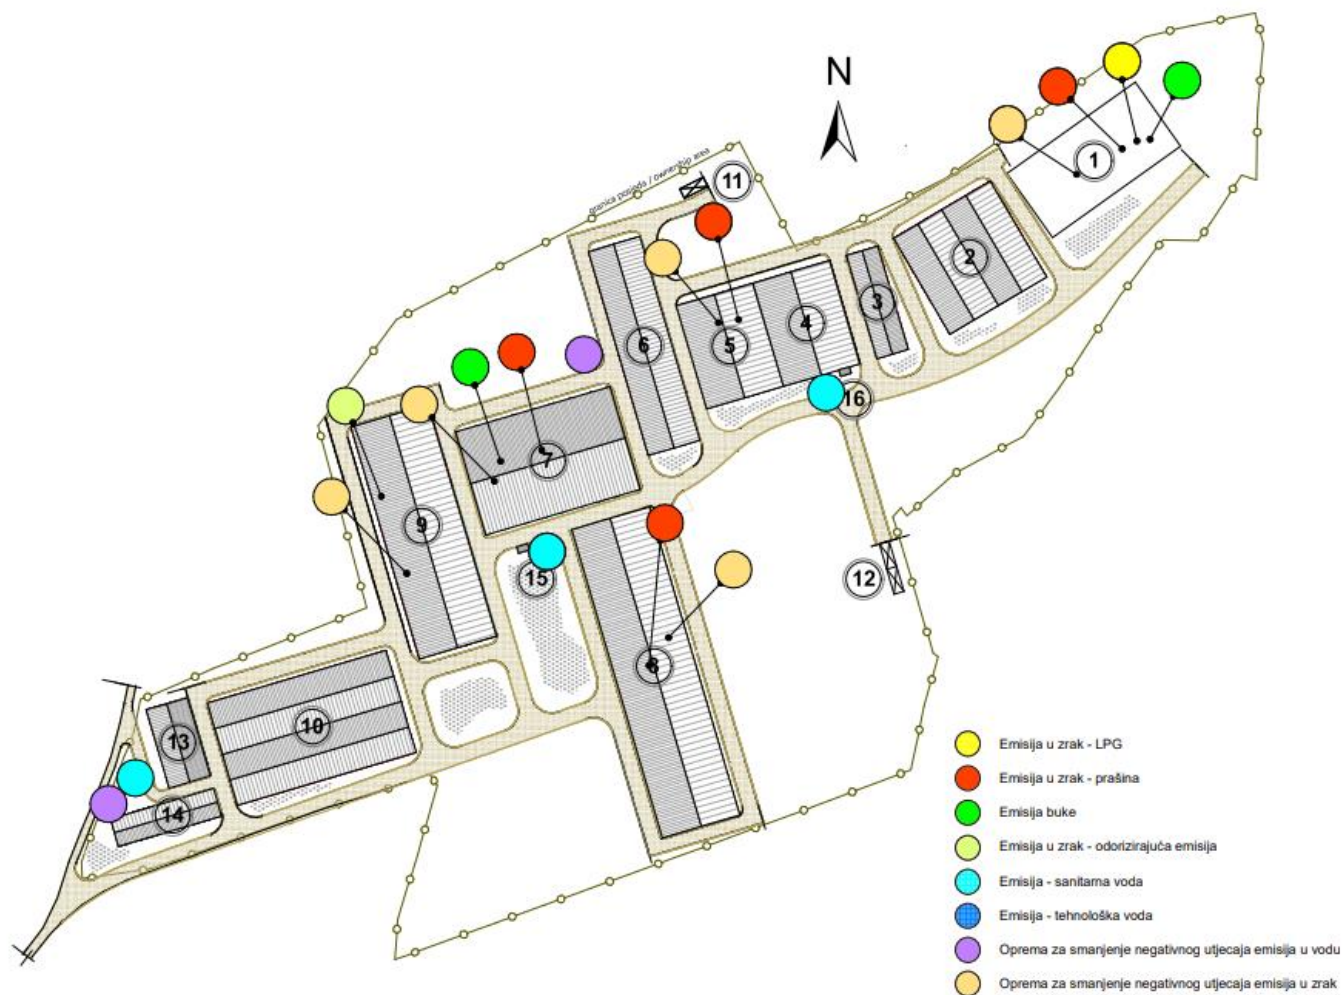 N
granica posjeda / ownership area
1
2
3
4
5
6
7
8
9
10
11
12
13
14
15
16
Emisija u zrak - LPG
Emisija u zrak - prašina
Emisija buke
Emisija u zrak - odorizirajuća emisija
Emisija - sanitarna voda
Emisija - tehnološka voda
Oprema za smanjenje negativnog utjecaja emisija u vodu
Oprema za smanjenje negativnog utjecaja emisija u zrak